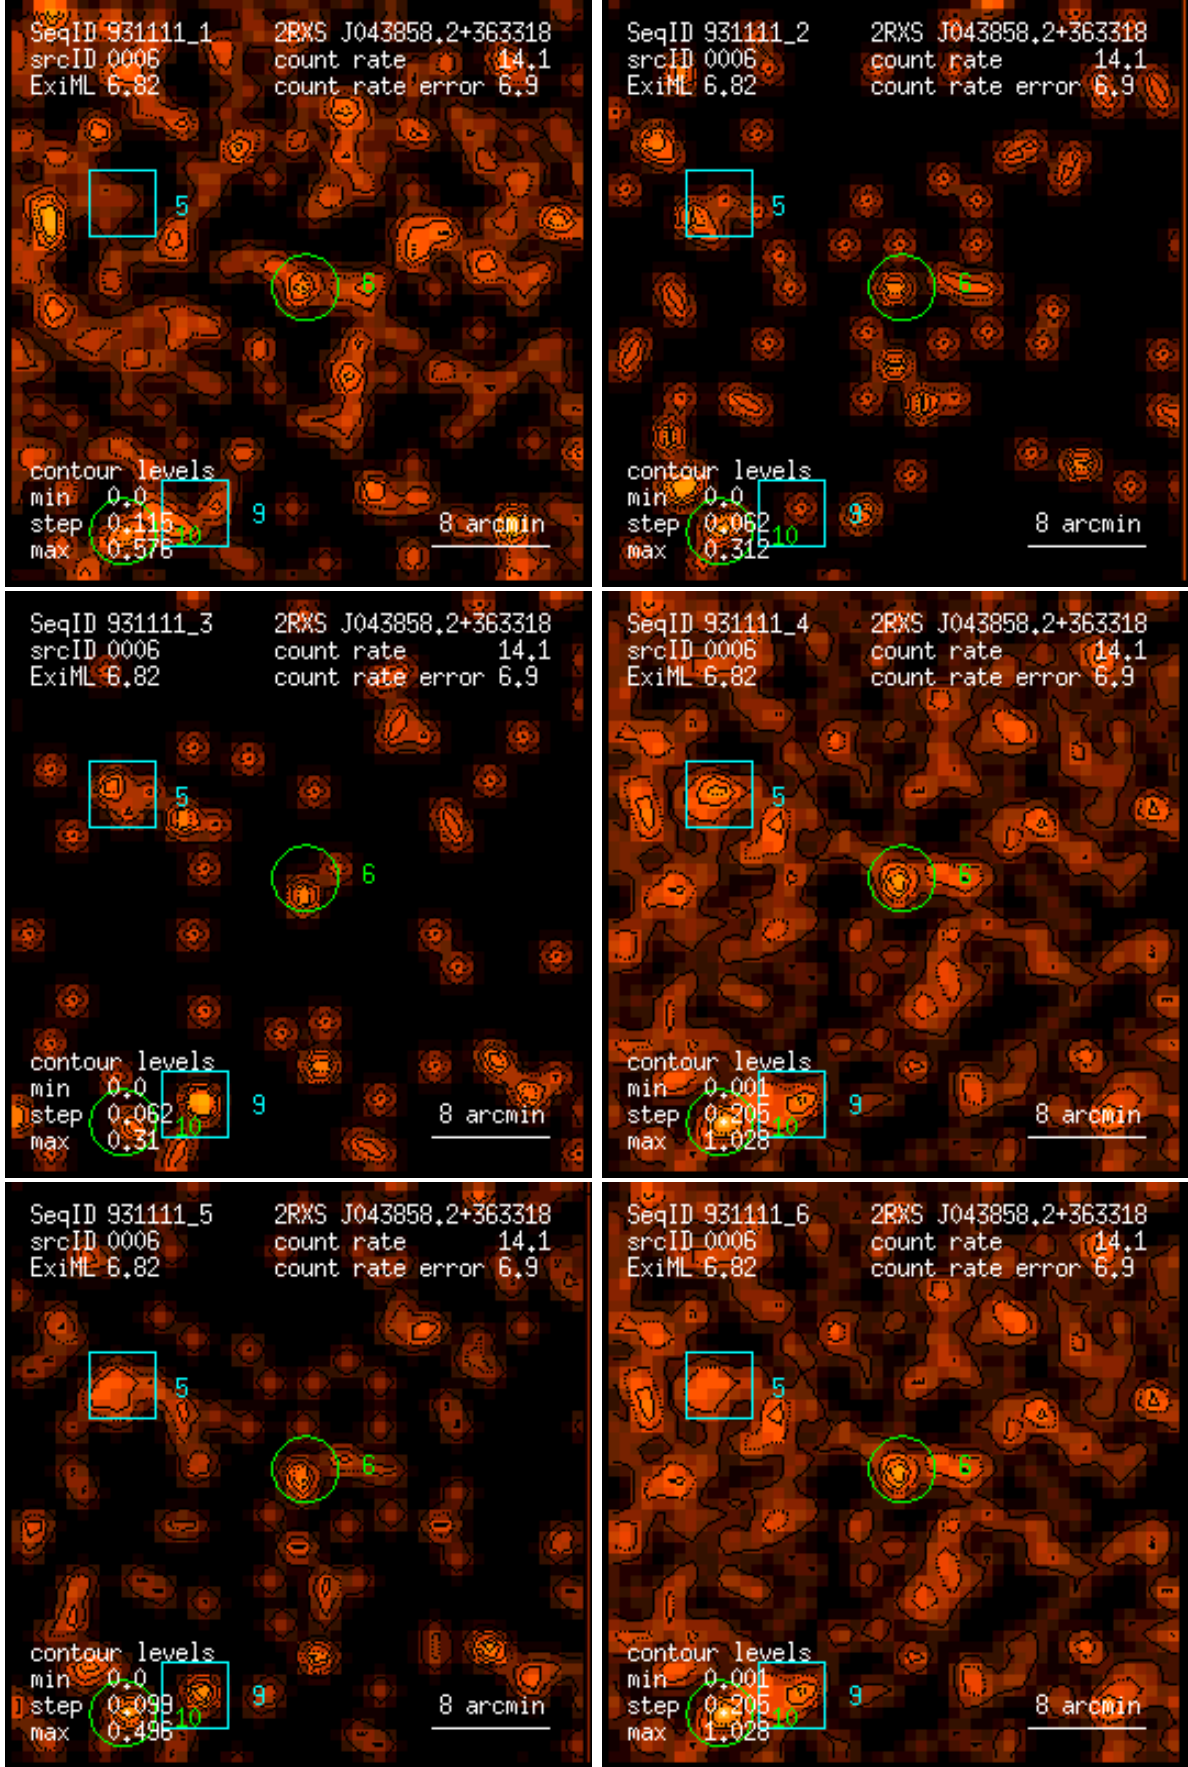 SeqID 931111_1 2RXS J043858.2+363318
srcID 0006 count rate 14.1
ExiML 6.82 count rate error 6.9
5
6
contour levels
min 0.0
9
step 0.115 8 arcmin
10
max 0.576
SeqID 931111_2 2RXS J043858.2+363318
srcID 0006 count rate 14.1
ExiML 6.82 count rate error 6.9
5
6
contour levels
min 0.0
9
step 0.062 8 arcmin
10
max 0.312
SeqID 931111_3 2RXS J043858.2+363318
srcID 0006 count rate 14.1
ExiML 6.82 count rate error 6.9
5
6
contour levels
min 0.0
9
step 0.062 8 arcmin
10
max 0.31
SeqID 931111_4 2RXS J043858.2+363318
srcID 0006 count rate 14.1
ExiML 6.82 count rate error 6.9
5
6
contour levels
min 0.001
9
step 0.205 8 arcmin
10
max 1.028
SeqID 931111_5 2RXS J043858.2+363318
srcID 0006 count rate 14.1
ExiML 6.82 count rate error 6.9
5
6
contour levels
min 0.0
9
step 0.099 8 arcmin
10
max 0.496
SeqID 931111_6 2RXS J043858.2+363318
srcID 0006 count rate 14.1
ExiML 6.82 count rate error 6.9
5
6
contour levels
min 0.001
9
step 0.205 8 arcmin
10
max 1.028